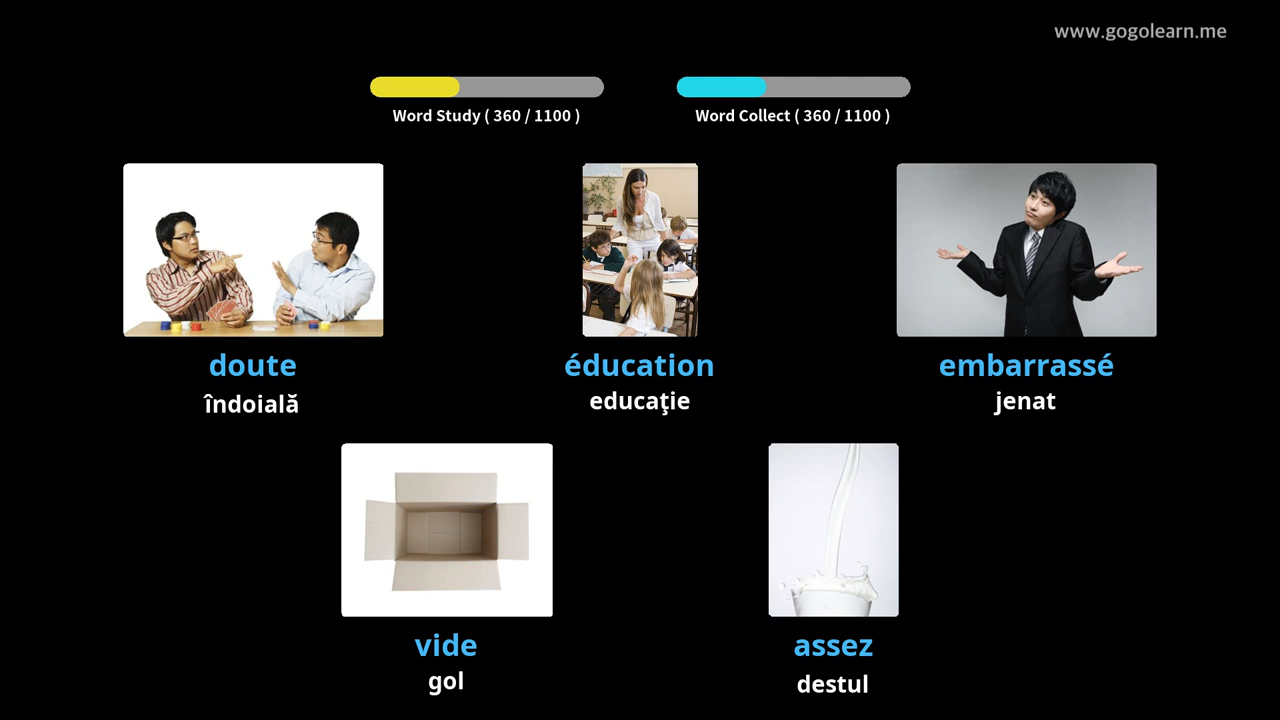 www.gogolearn.me
Word Study ( 360 / 1100 )
Word Collect ( 360 / 1100 )
doute
îndoială
éducation
educaţie
embarrassé
jenat
vide
gol
assez
destul